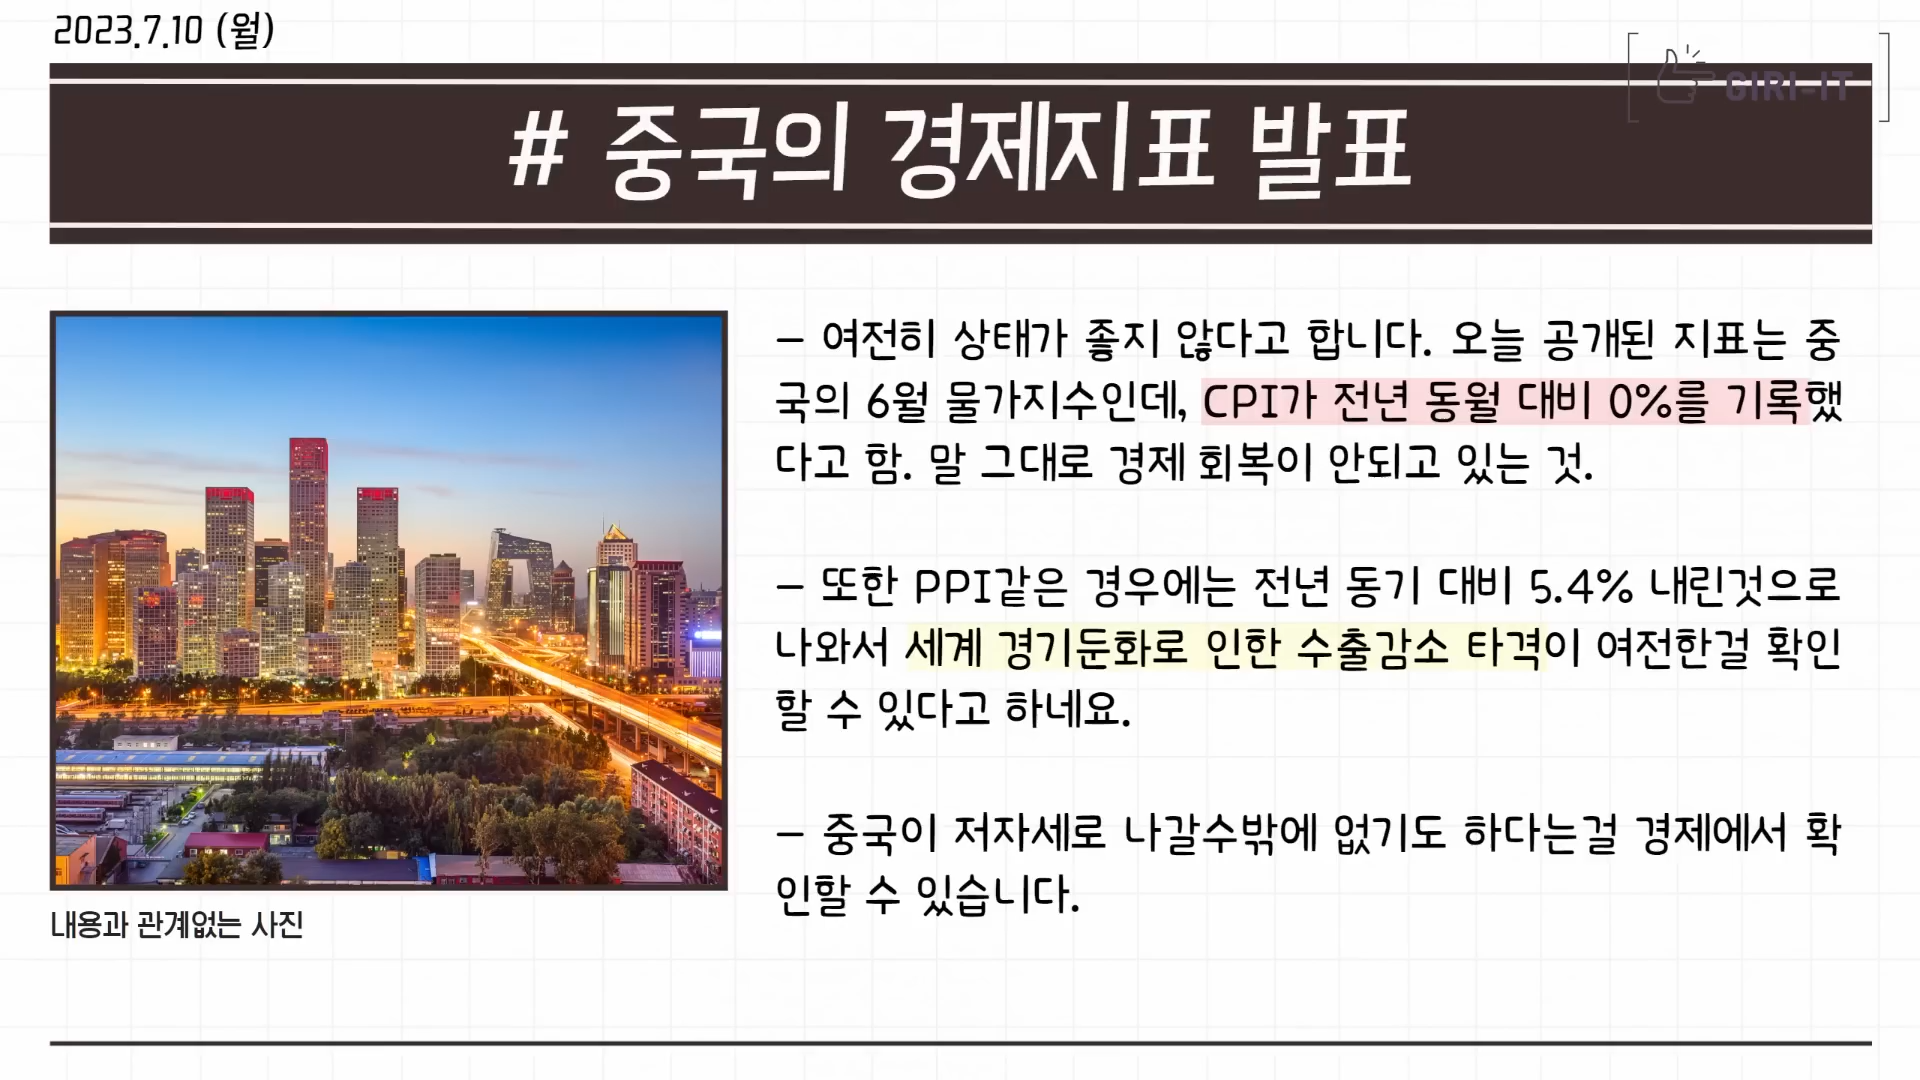 2023.7.10 (월)
GIRI-IT
# 중국의 경제지표 발표
- 여전히 상태가 좋지 않다고 합니다. 오늘 공개된 지표는 중
국의 6월 물가지수인데, CPI가 전년 동월 대비 0%를 기록했
다고 함. 말 그대로 경제 회복이 안되고 있는 것.
- 또한 PPI같은 경우에는 전년 동기 대비 5.4% 내린것으로
나와서 세계 경기둔화로 인한 수출감소 타격이 여전한걸 확인
할 수 있다고 하네요.
- 중국이 저자세로 나갈수밖에 없기도 하다는걸 경제에서 확
인할 수 있습니다.
내용과 관계없는 사진